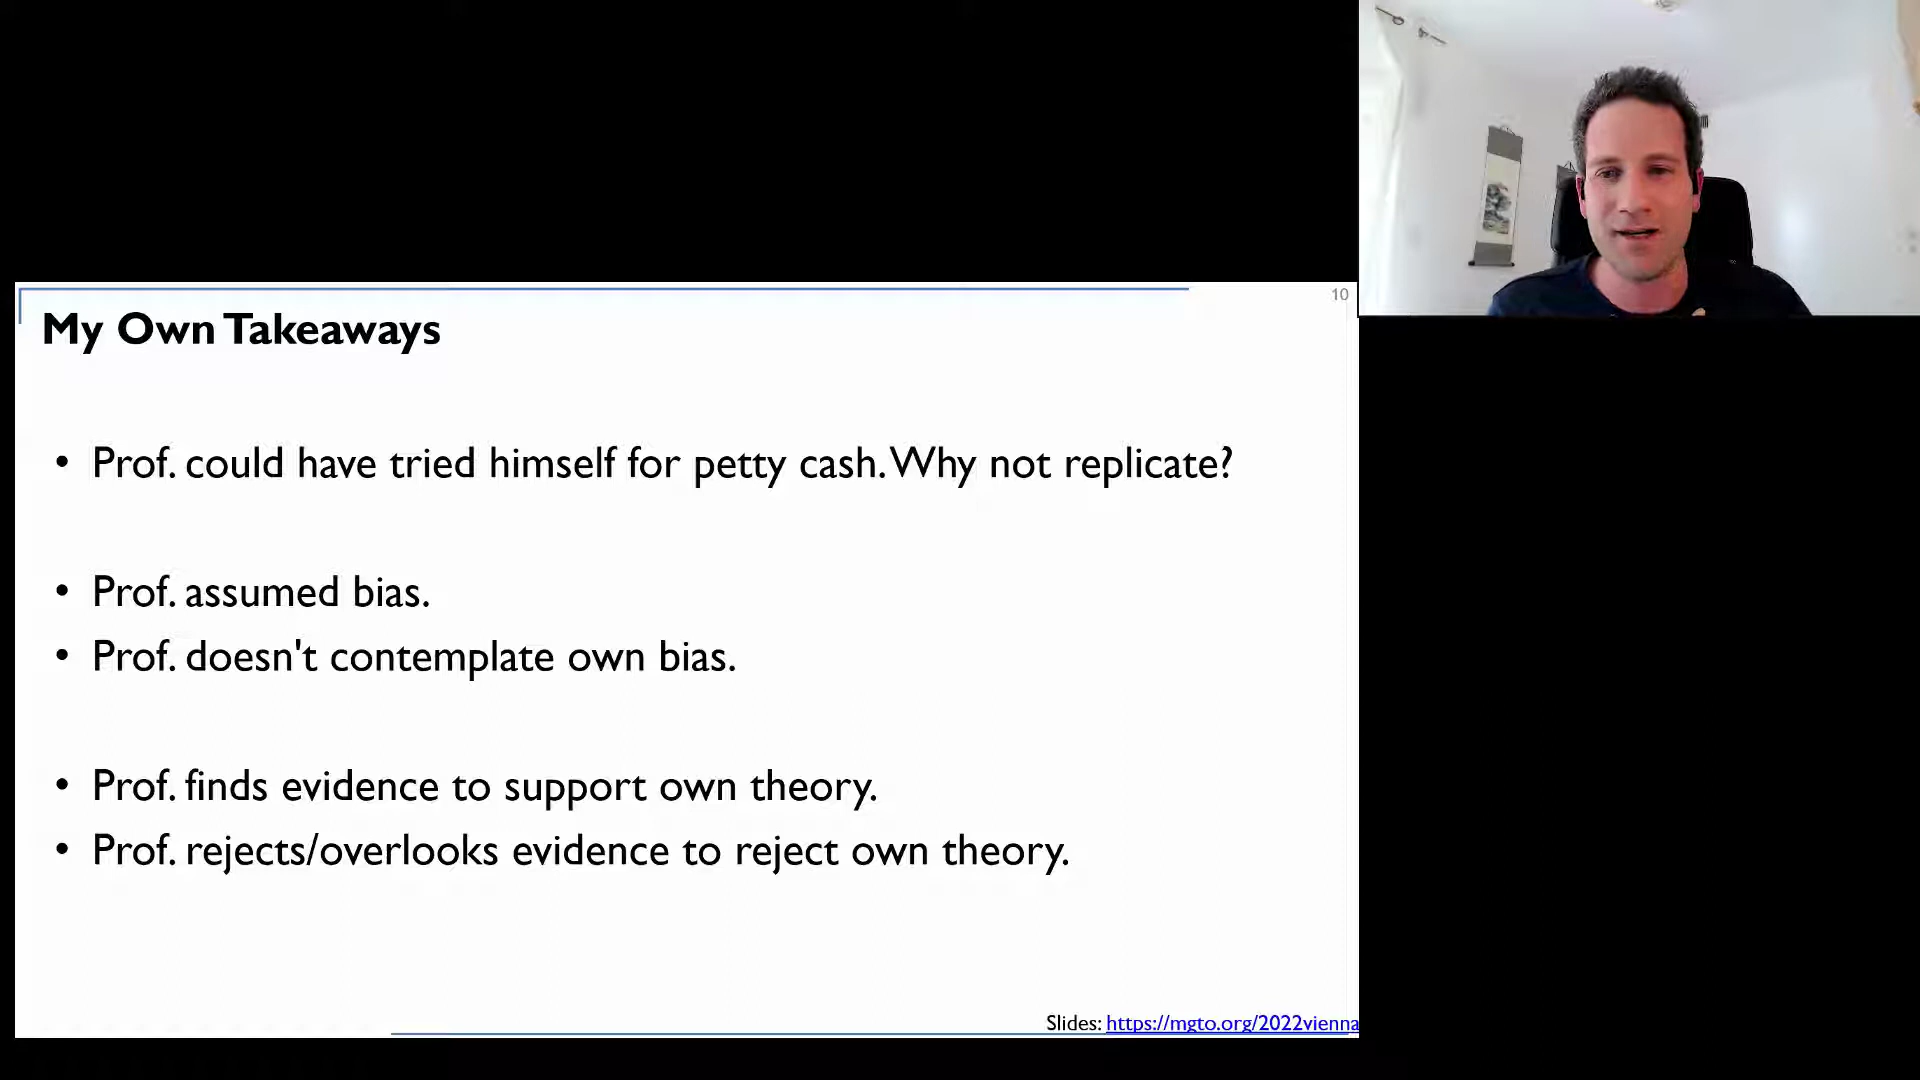 10
My Own Takeaways
• Prof. could have tried himself for petty cash. Why not replicate?
• Prof. assumed bias.
• Prof. doesn't contemplate own bias.
• Prof. finds evidence to support own theory.
• Prof. rejects/overlooks evidence to reject own theory.
Slides: https://mgto.org/2022vienna